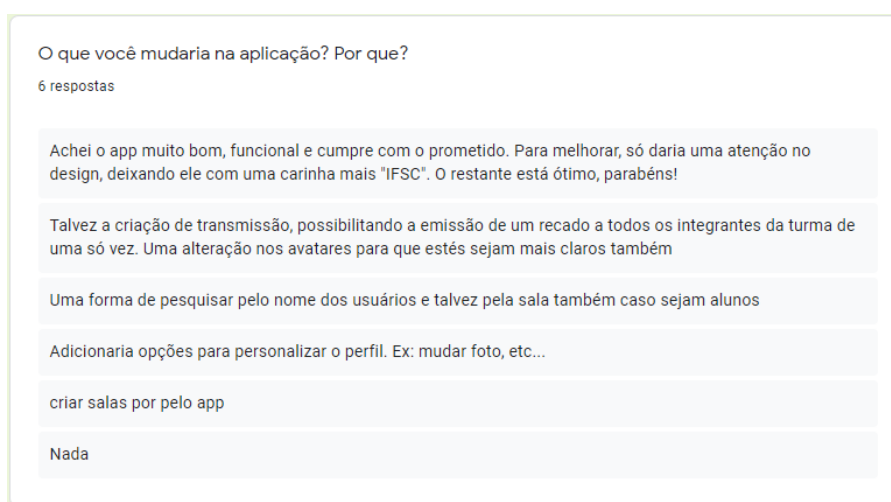 O que você mudaria na aplicação? Por que?
6 respostas
Achei o app muito bom, funcional e cumpre com o prometido. Para melhorar, só daria uma atenção no
design, deixando ele com uma carinha mais "IFSC". O restante está ótimo, parabéns!
Talvez a criação de transmissão, possibilitando a emissão de um recado a todos os integrantes da turma de
uma só vez. Uma alteração nos avatares para que estés sejam mais claros também
Uma forma de pesquisar pelo nome dos usuários e talvez pela sala também caso sejam alunos
Adicionaria opções para personalizar o perfil. Ex: mudar foto, etc...
criar salas por pelo app
Nada